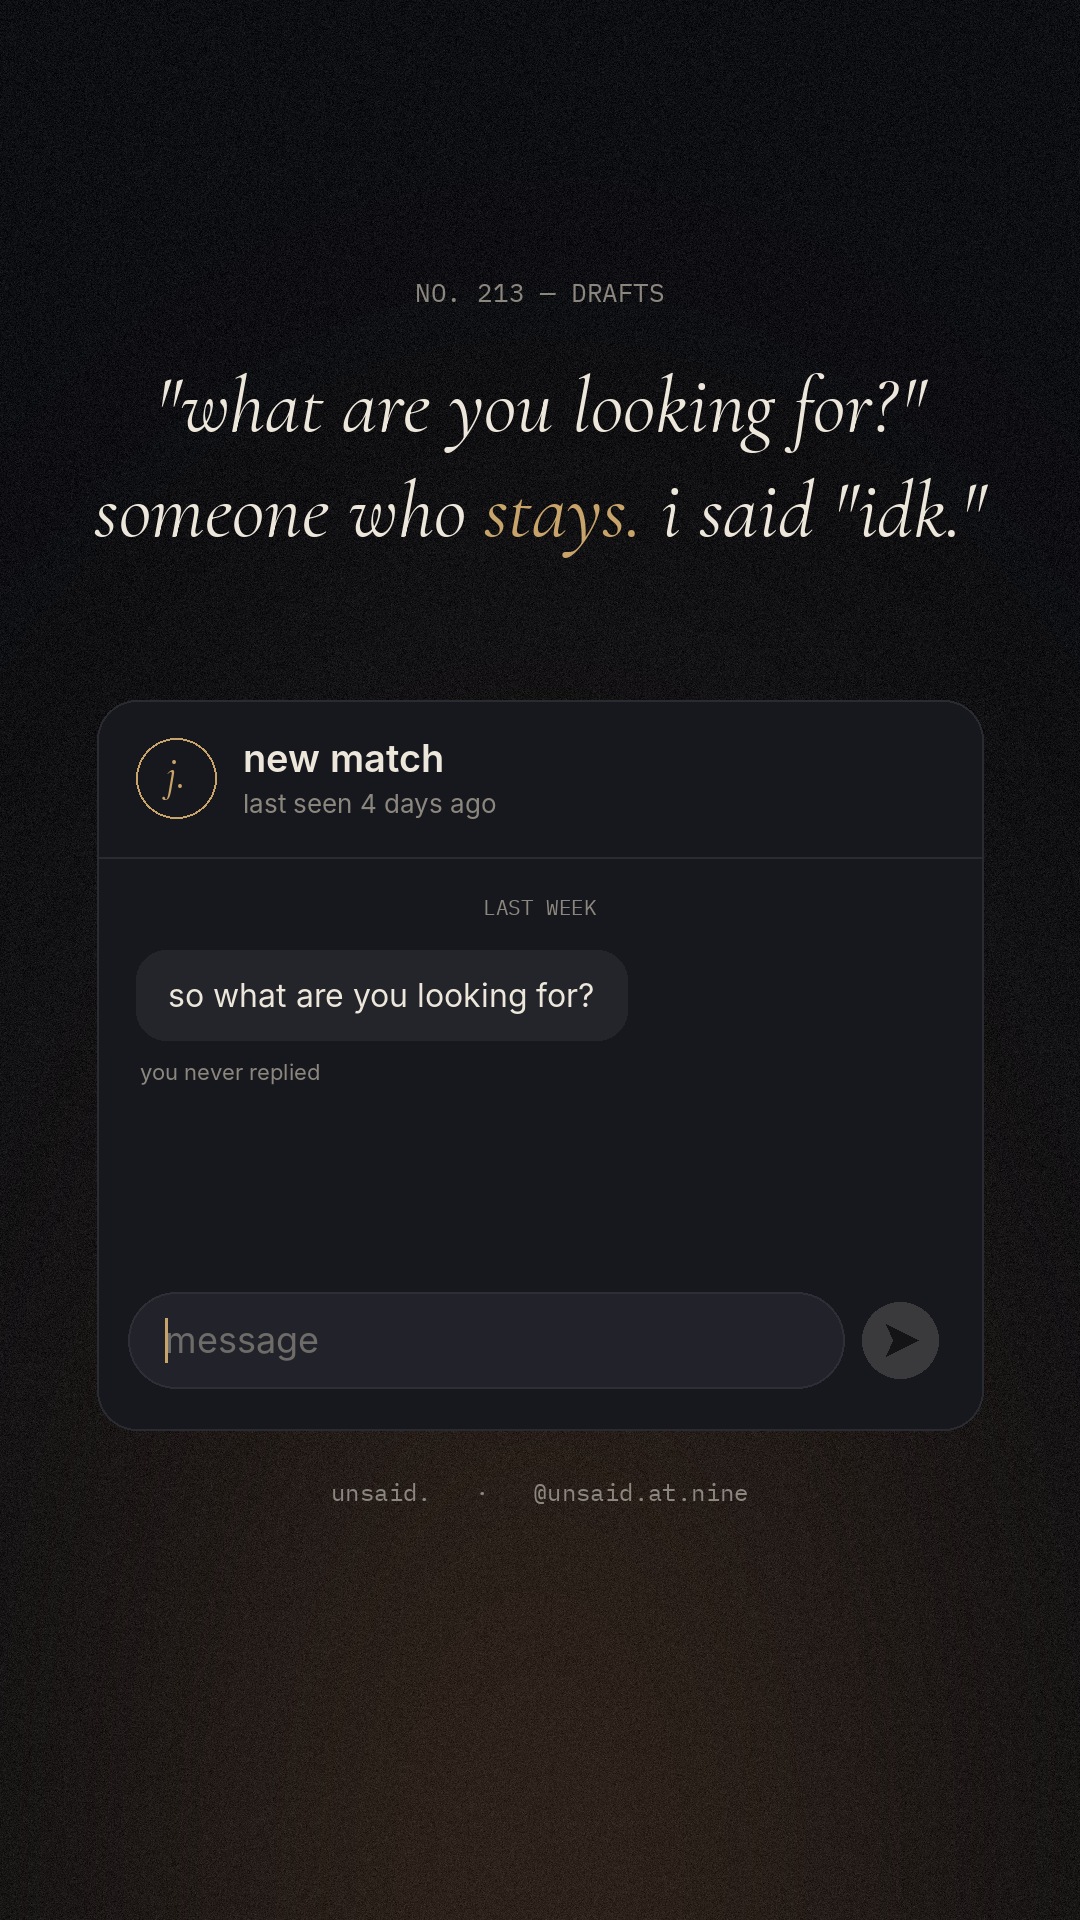 NO. 213 — DRAFTS
"what are you looking for?"
someone who stays. i said "idk."
j.
new match
last seen 4 days ago
LAST WEEK
so what are you looking for?
you never replied
message
unsaid. · @unsaid.at.nine